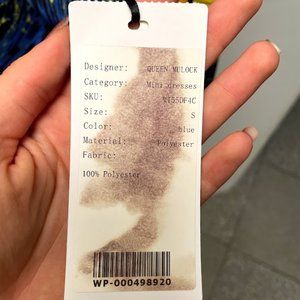 Designer: QUEEN MULOCK
Category: Mini dresses
SKU:
Size: S
Color: blue
Material: Polyester
Fabric:
100% Polyester
WP-000498920